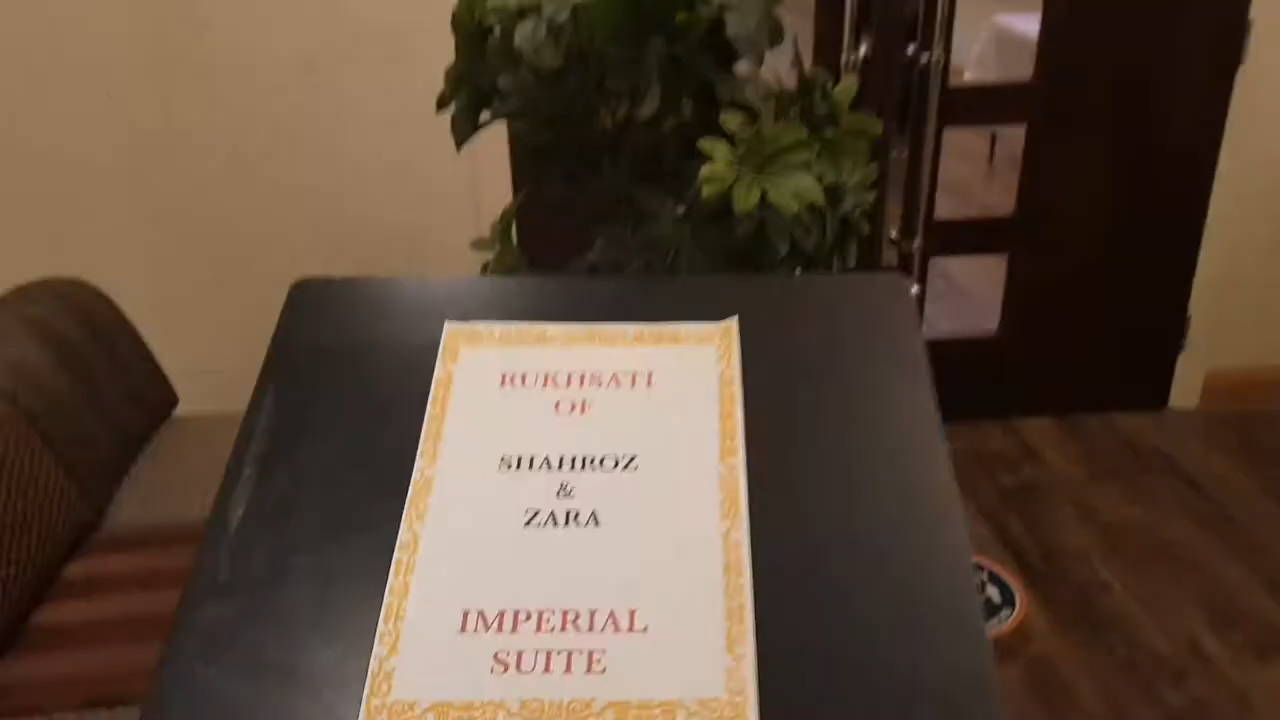 RUKHSATI
OF
SHAHROZ
&
ZARA
IMPERIAL
SUITE